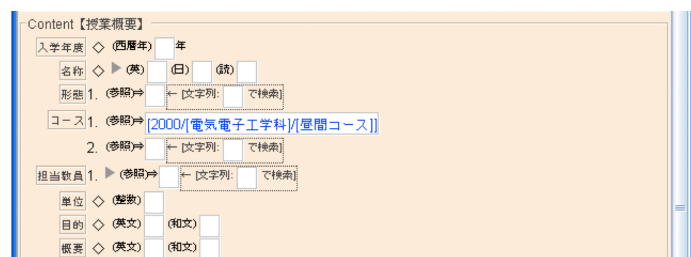 Content【授業概要】
入学年度 ◇ (西暦年) 年
名称 ◇ ▶ (英) (日) (読)
形態 1. (参照)⇒ ← [文字列: で検索]
コース 1. (参照)⇒ [2000/[電気電子工学科]/[昼間コース]]
2. (参照)⇒ ← [文字列: で検索]
担当教員 1. ▶ (参照)⇒ ← [文字列: で検索]
単位 ◇ (整数)
目的 ◇ (英文) (和文)
概要 ◇ (英文) (和文)